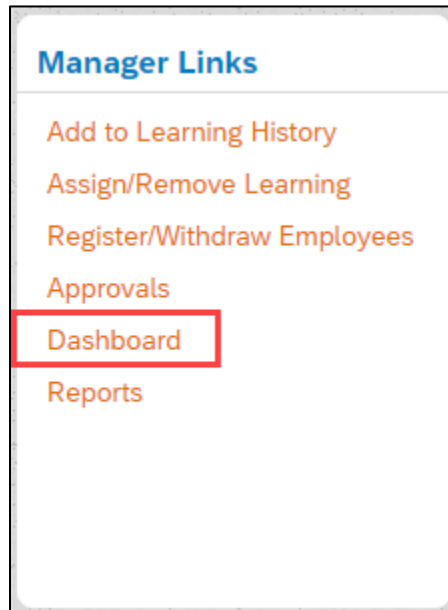 Manager Links
Add to Learning History
Assign/Remove Learning
Register/Withdraw Employees
Approvals
Dashboard
Reports